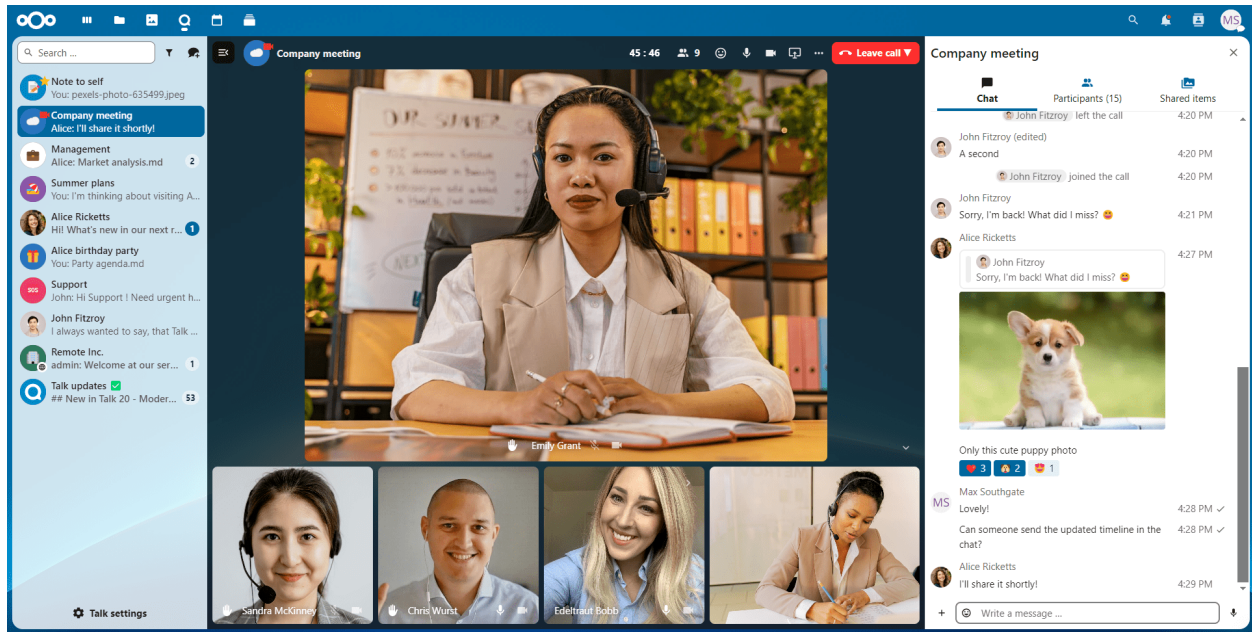 MS
Search ...
Note to self
You: pexels-photo-635499.jpeg
Company meeting
Alice: I'll share it shortly!
Management
Alice: Market analysis.md 2
Summer plans
You: I'm thinking about visiting A...
Alice Ricketts
Hi! What's new in our next r... 1
Alice birthday party
You: Party agenda.md
SOS
Support
John: Hi Support ! Need urgent h...
John Fitzroy
I always wanted to say, that Talk ...
Remote Inc.
admin: Welcome at our ser... 1
Talk updates ✅
## New in Talk 20 - Moder... 53
Talk settings
Company meeting
45 : 46
9
Leave call
OUR SUMMER
Emily Grant
Sandra McKinney
Chris Wurst
Edeltraut Bobb
Company meeting
Chat
Participants (15)
Shared items
John Fitzroy left the call 4:20 PM
John Fitzroy (edited)
A second 4:20 PM
John Fitzroy joined the call 4:20 PM
John Fitzroy
Sorry, I'm back! What did I miss? 😄 4:21 PM
Alice Ricketts
4:27 PM
John Fitzroy
Sorry, I'm back! What did I miss? 😄
Only this cute puppy photo
❤️ 3 🙈 2 😍 1
Max Southgate
MS
Lovely! 4:28 PM
Can someone send the updated timeline in the 4:28 PM
chat?
Alice Ricketts
I'll share it shortly! 4:29 PM
Write a message ...